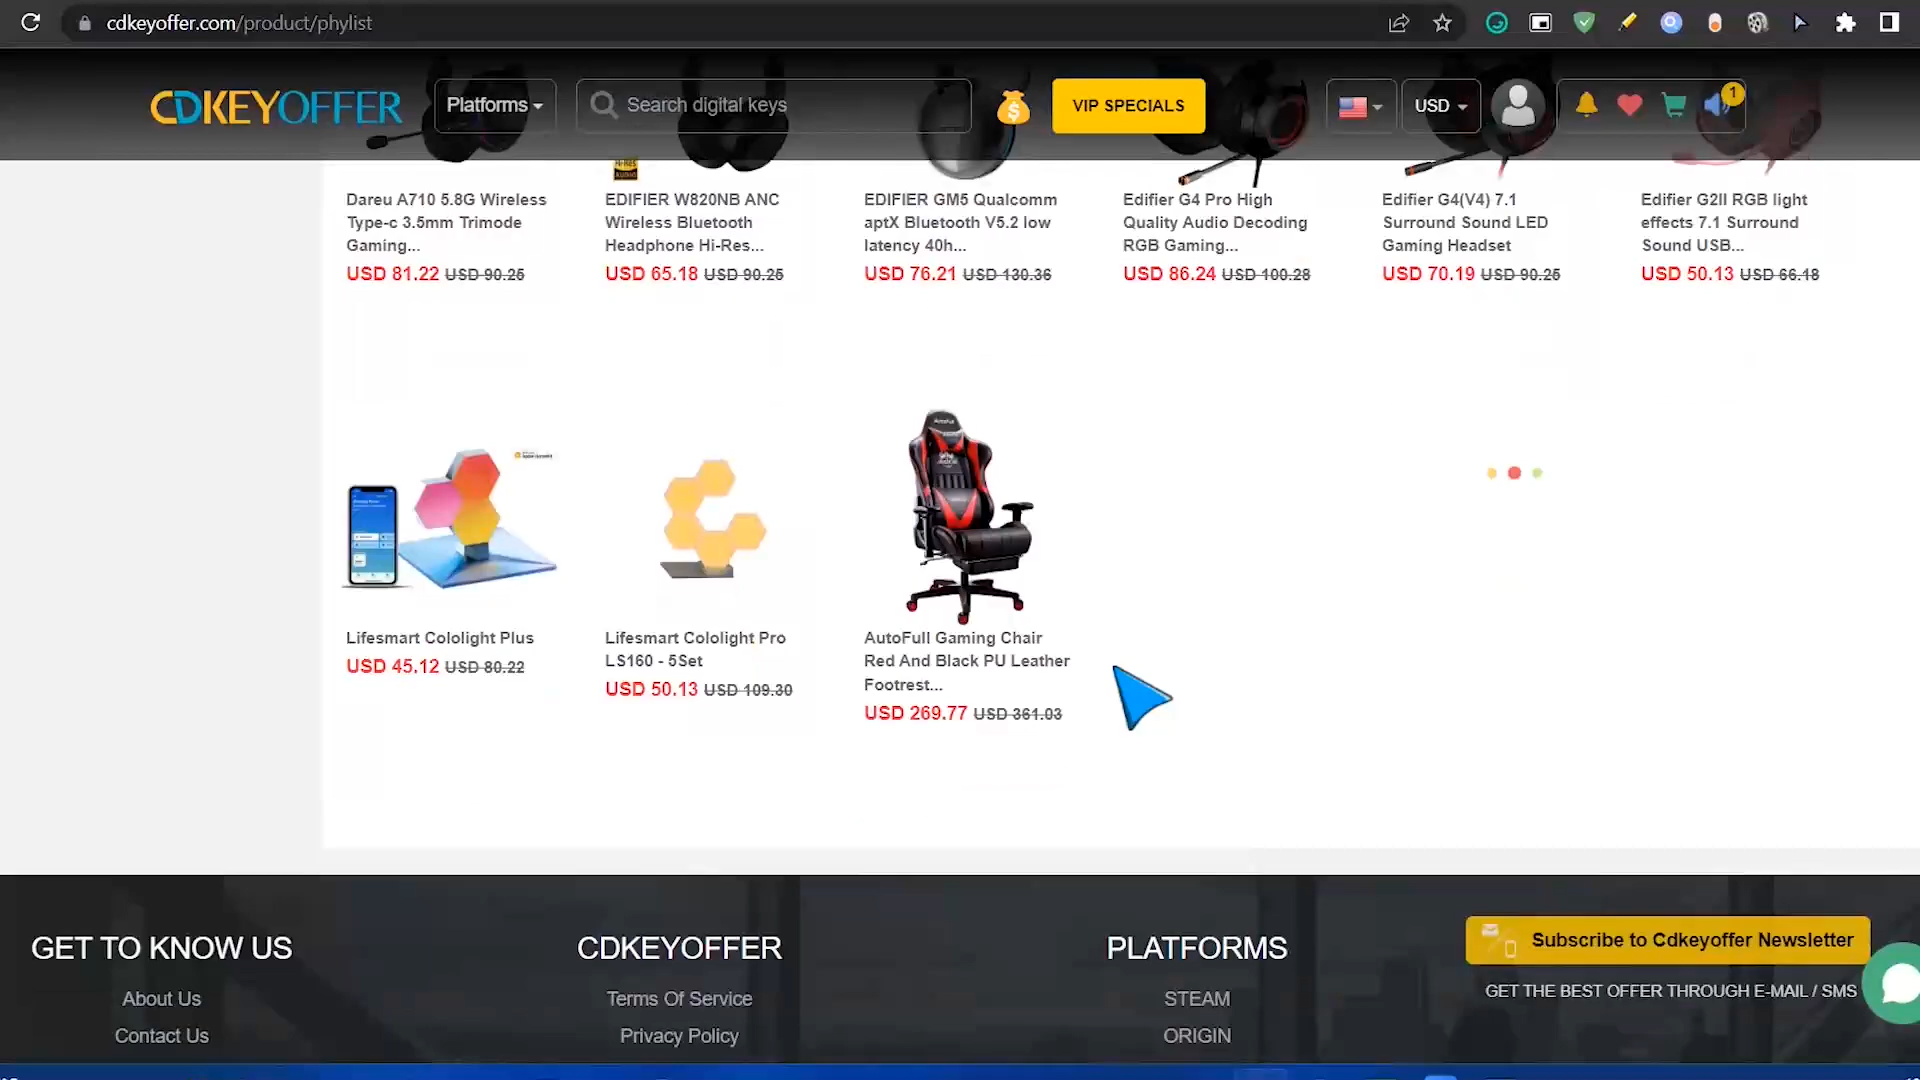 cdkeyoffer.com/product/phylist
CDKEYOFFER
Platforms
Search digital keys
$
VIP SPECIALS
USD
1
Hi-Res
AUDIO
Dareu A710 5.8G Wireless
Type-c 3.5mm Trimode
Gaming...
USD 81.22 USD 90.25
EDIFIER W820NB ANC
Wireless Bluetooth
Headphone Hi-Res...
USD 65.18 USD 90.25
EDIFIER GM5 Qualcomm
aptX Bluetooth V5.2 low
latency 40h...
USD 76.21 USD 130.36
Edifier G4 Pro High
Quality Audio Decoding
RGB Gaming...
USD 86.24 USD 100.28
Edifier G4(V4) 7.1
Surround Sound LED
Gaming Headset
USD 70.19 USD 90.25
Edifier G2II RGB light
effects 7.1 Surround
Sound USB...
USD 50.13 USD 66.18
Lifesmart Cololight Plus
USD 45.12 USD 80.22
Lifesmart Cololight Pro
LS160 - 5Set
USD 50.13 USD 109.30
AutoFull
AutoFull Gaming Chair
Red And Black PU Leather
Footrest...
USD 269.77 USD 361.03
GET TO KNOW US
About Us
Contact Us
CDKEYOFFER
Terms Of Service
Privacy Policy
PLATFORMS
STEAM
ORIGIN
Subscribe to Cdkeyoffer Newsletter
GET THE BEST OFFER THROUGH E-MAIL / SMS